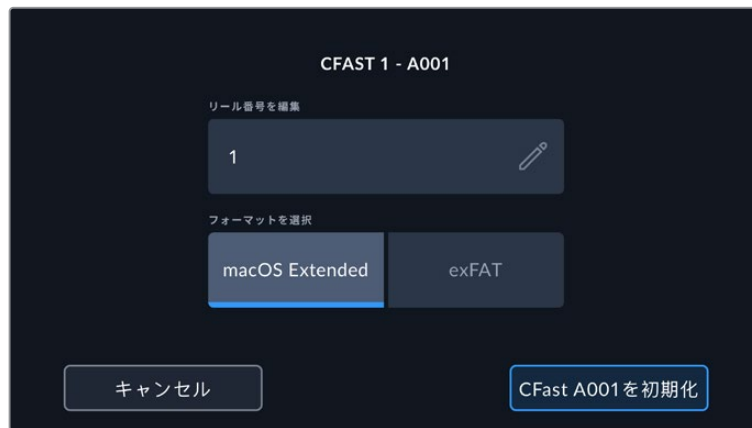 CFAST 1 - A001
リール番号を編集
1
フォーマットを選択
macOS Extended
exFAT
キャンセル
CFast A001を初期化